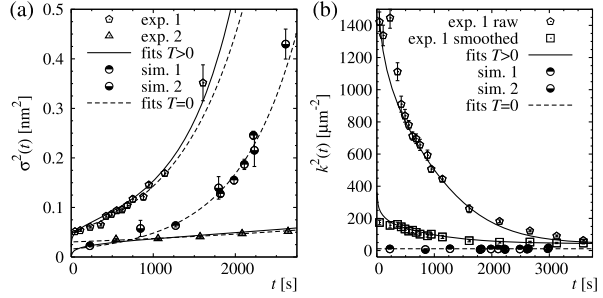 (a)
0.5
0.4
0.3
0.2
0.1
0
σ²(t) [nm²]
exp. 1
exp. 2
fits T>0
sim. 1
sim. 2
fits T=0
0
1000
2000
t [s]
(b)
1400
1200
1000
800
600
400
200
0
k²(t) [μm⁻²]
exp. 1 raw
exp. 1 smoothed
fits T>0
sim. 1
sim. 2
fits T=0
0
1000
2000
3000
t [s]